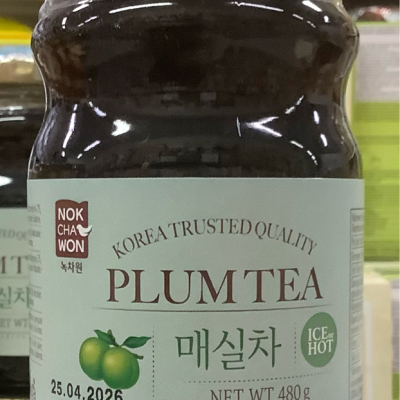 NOK
CHA
WON
녹차원
KOREA TRUSTED QUALITY
PLUM TEA
매실차
ICE OR
HOT
25.04.2026
NET WT 480g